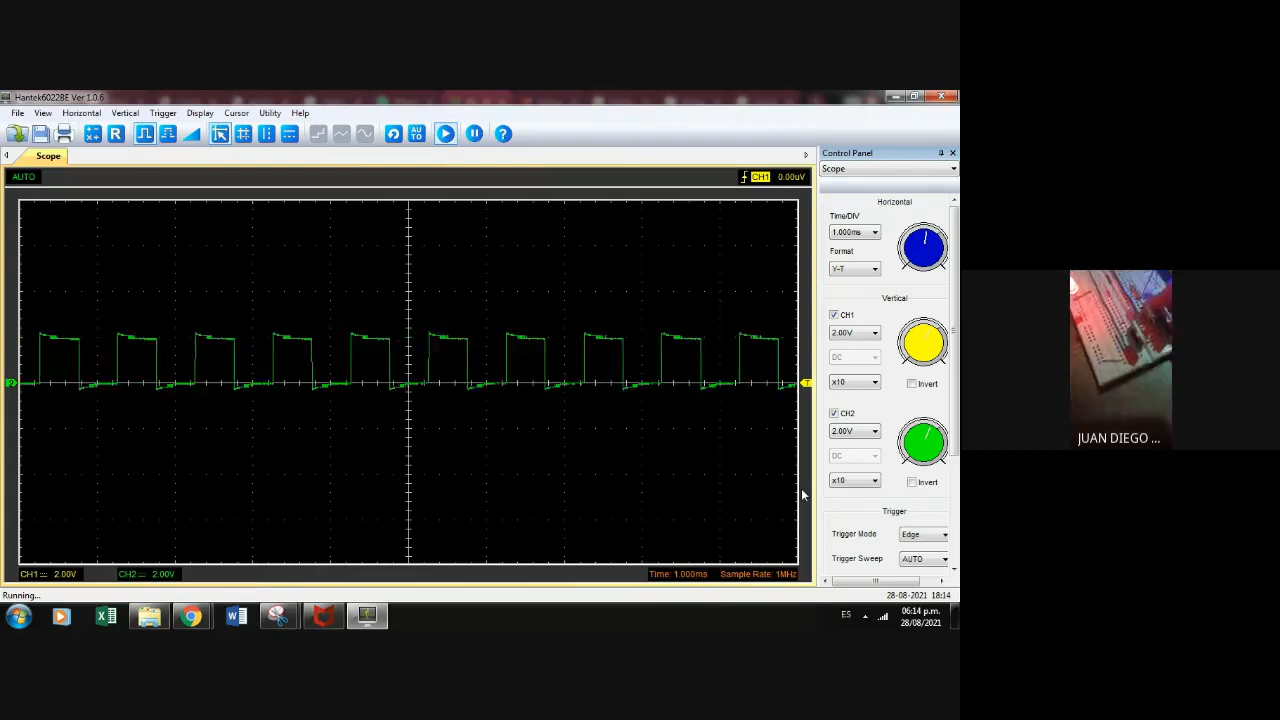 Hantek6022BE Ver 1.0.6
File View Horizontal Vertical Trigger Display Cursor Utility Help
R AUTO ?
Scope Control Panel
AUTO CH1 0.00uV Scope
Horizontal
Time/DIV
1.000ms
Format
Y-T
Vertical
CH1
2.00V
DC
x10 Invert
2 T
CH2
2.00V
DC
x10 Invert
Trigger
Trigger Mode Edge
Trigger Sweep AUTO
CH1 2.00V CH2 2.00V Time: 1.000ms Sample Rate: 1MHz
Running... 28-08-2021 18:14
ES 06:14 p.m.
28/08/2021
JUAN DIEGO ...